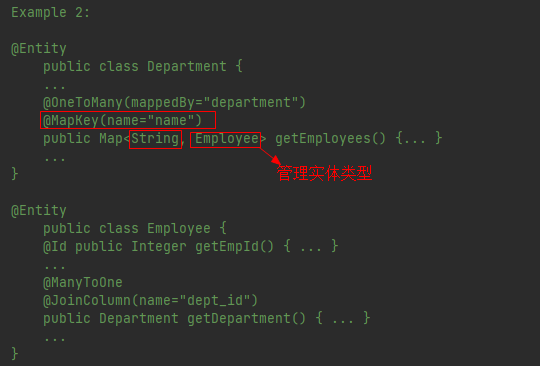 Example 2:
@Entity
public class Department {
...
@OneToMany(mappedBy="department")
@MapKey(name="name")
public Map<String, Employee> getEmployees() {... }
...
}
管理实体类型
@Entity
public class Employee {
@Id public Integer getEmpId() { ... }
...
@ManyToOne
@JoinColumn(name="dept_id")
public Department getDepartment() { ... }
...
}